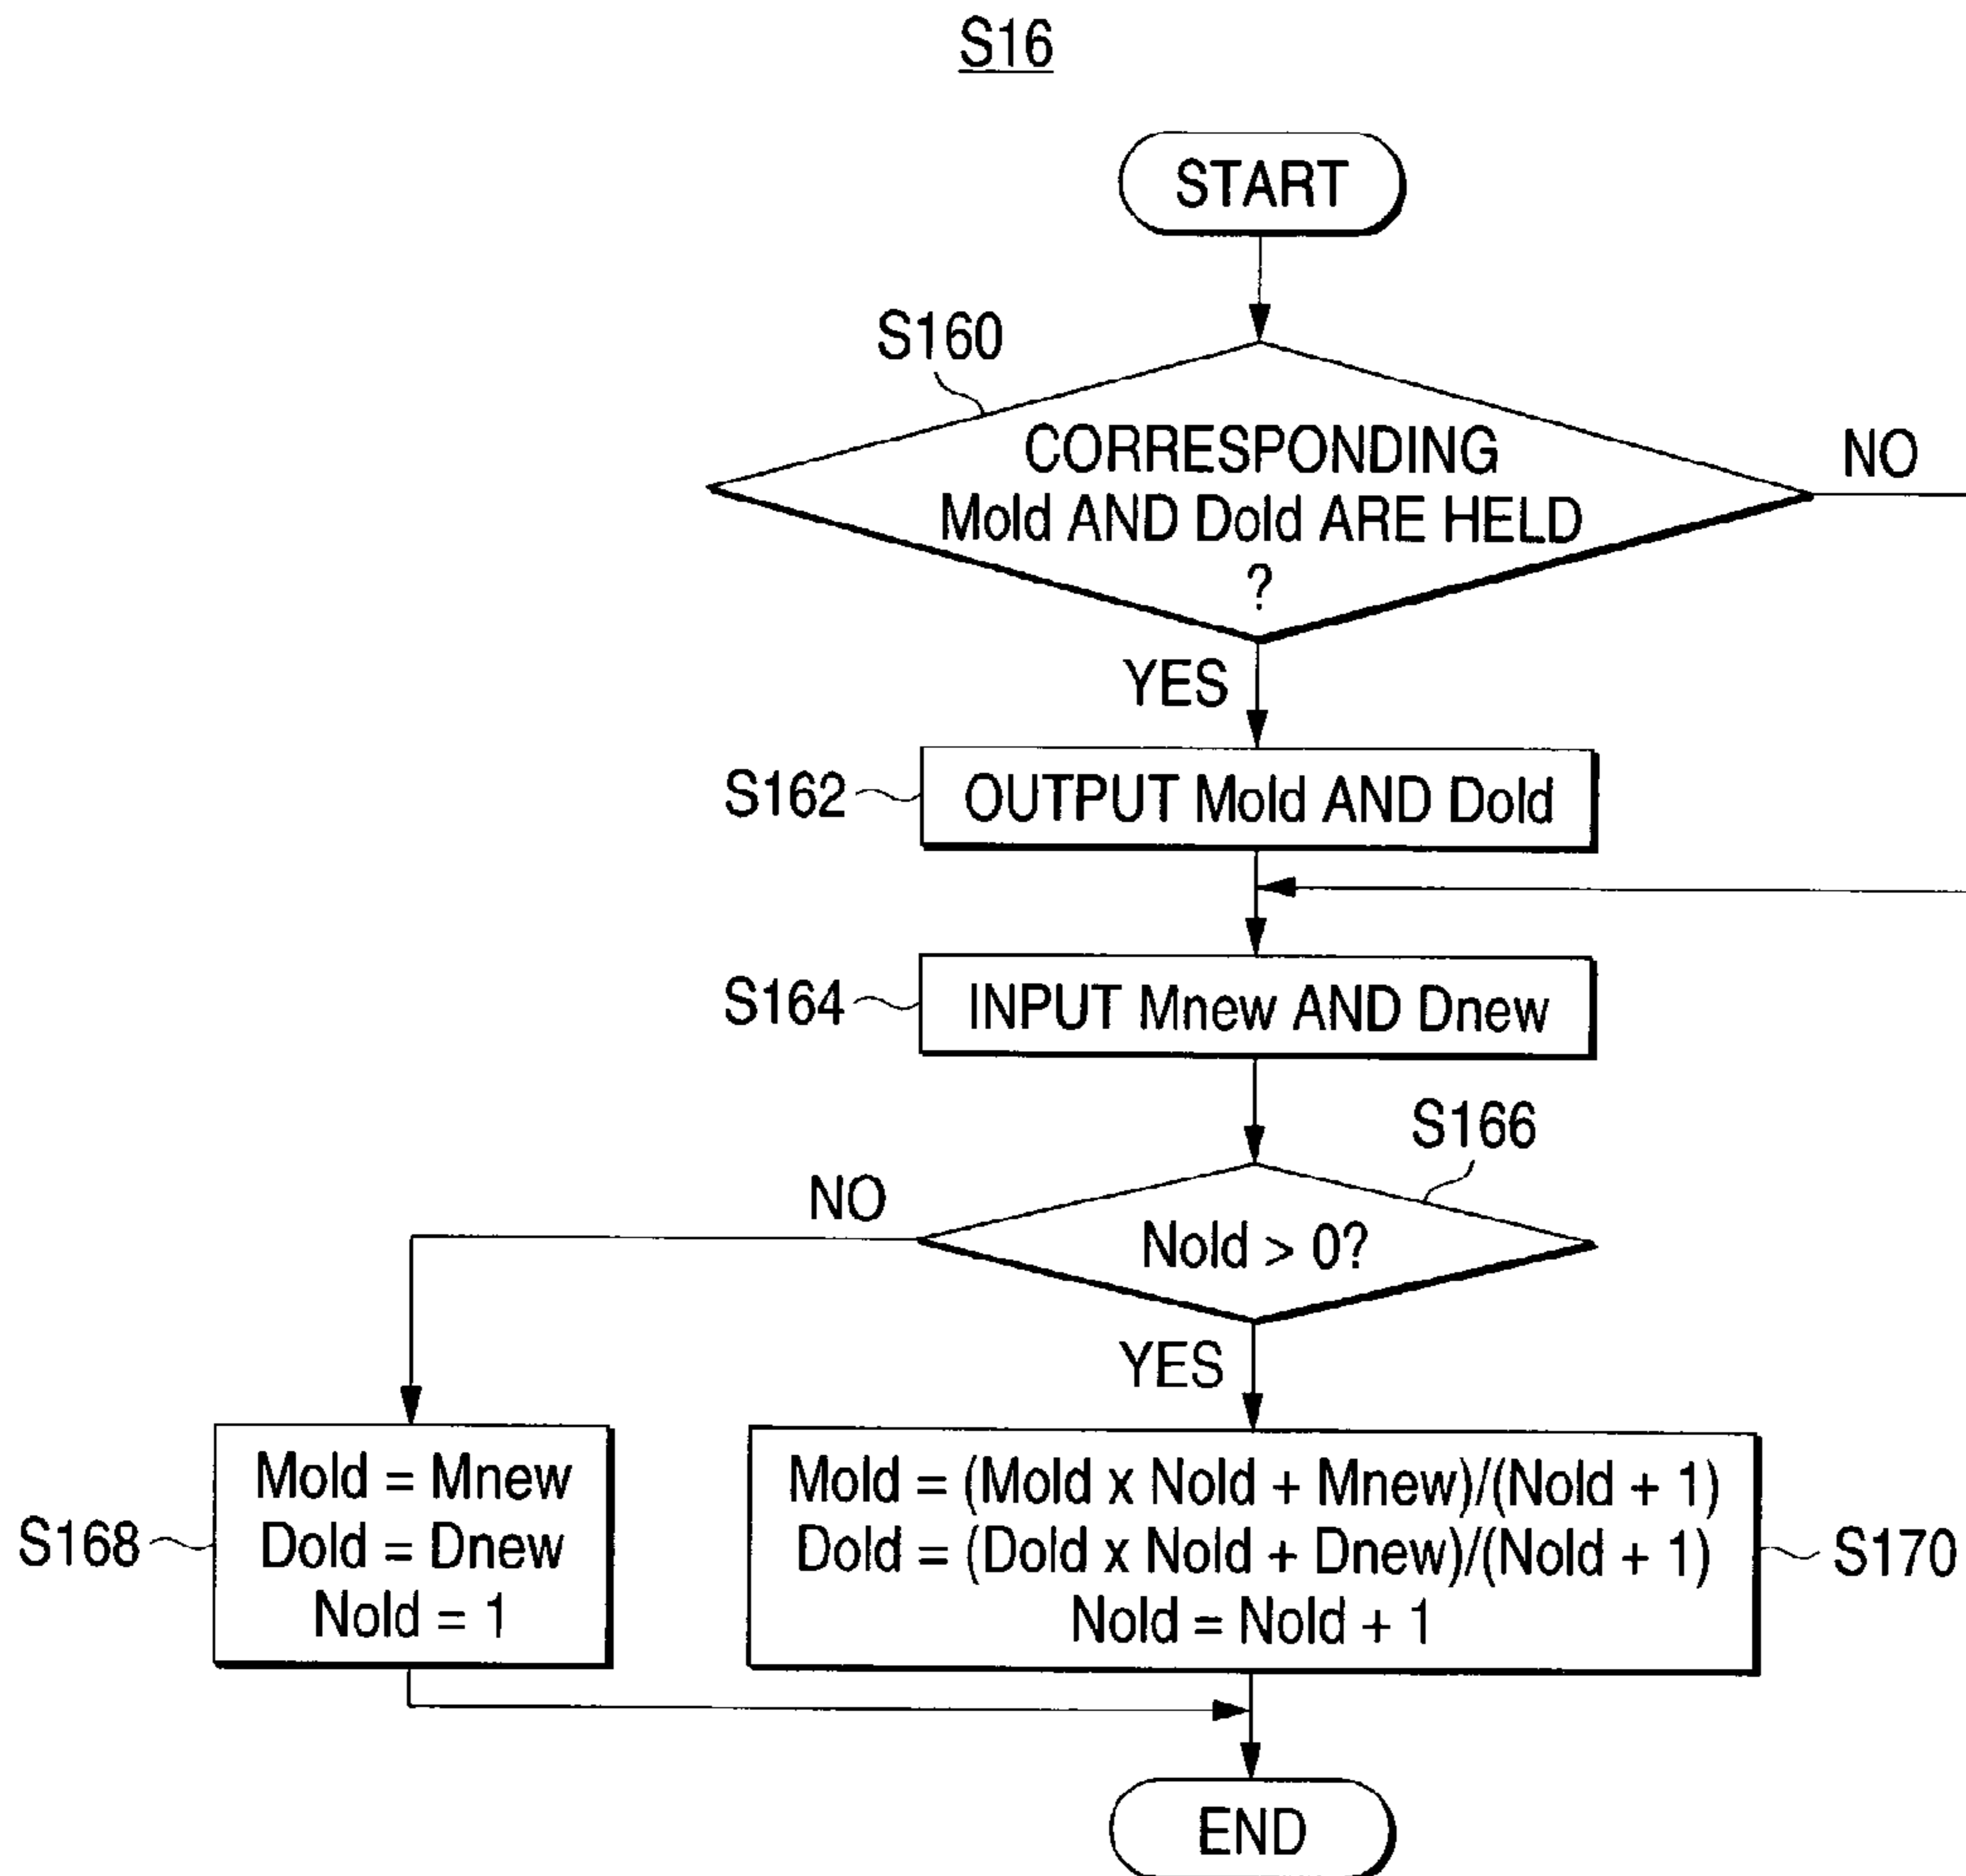 S16
START
S160
CORRESPONDING
Mold AND Dold ARE HELD
?
NO
YES
S162
OUTPUT Mold AND Dold
S164
INPUT Mnew AND Dnew
S166
NO
Nold > 0?
YES
S168
Mold = Mnew
Dold = Dnew
Nold = 1
Mold = (Mold x Nold + Mnew)/(Nold + 1)
Dold = (Dold x Nold + Dnew)/(Nold + 1)
Nold = Nold + 1
S170
END